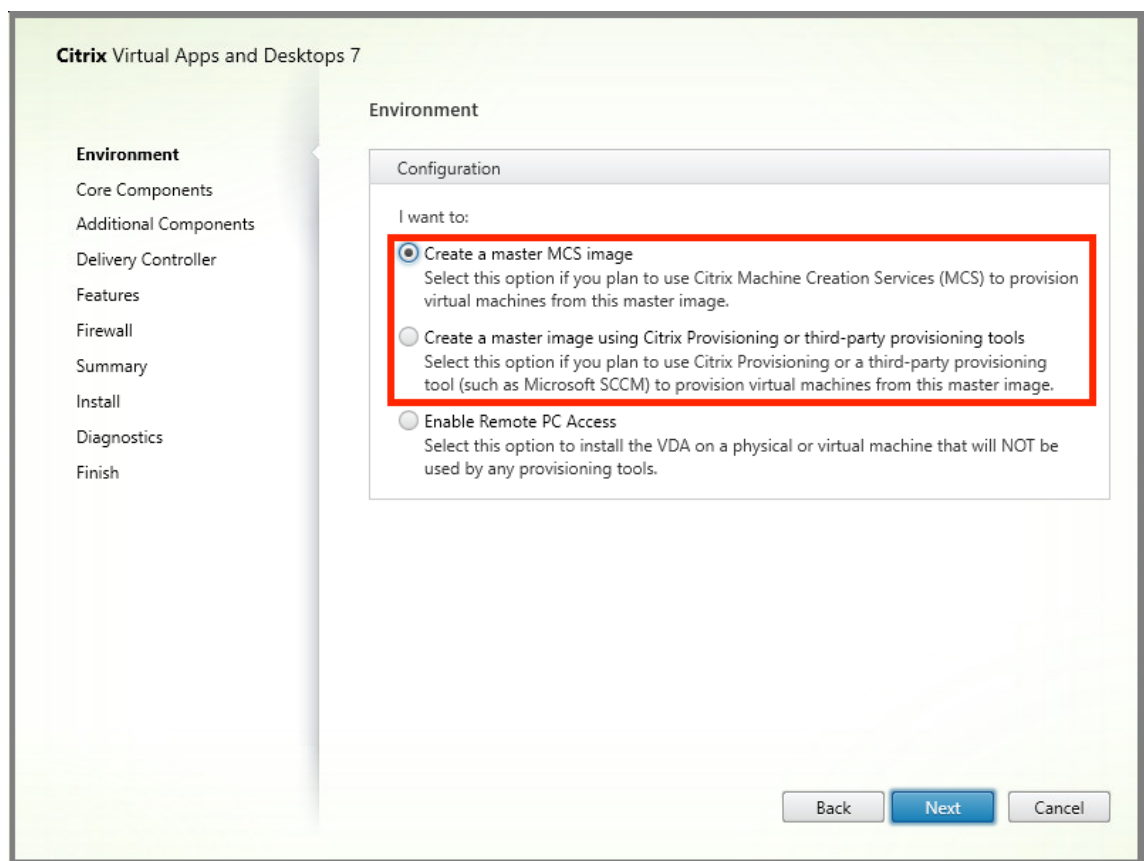 Citrix Virtual Apps and Desktops 7
Environment
Environment
Core Components
Additional Components
Delivery Controller
Features
Firewall
Summary
Install
Diagnostics
Finish
Configuration
I want to:
Create a master MCS image
Select this option if you plan to use Citrix Machine Creation Services (MCS) to provision
virtual machines from this master image.
Create a master image using Citrix Provisioning or third-party provisioning tools
Select this option if you plan to use Citrix Provisioning or a third-party provisioning
tool (such as Microsoft SCCM) to provision virtual machines from this master image.
Enable Remote PC Access
Select this option to install the VDA on a physical or virtual machine that will NOT be
used by any provisioning tools.
Back
Next
Cancel